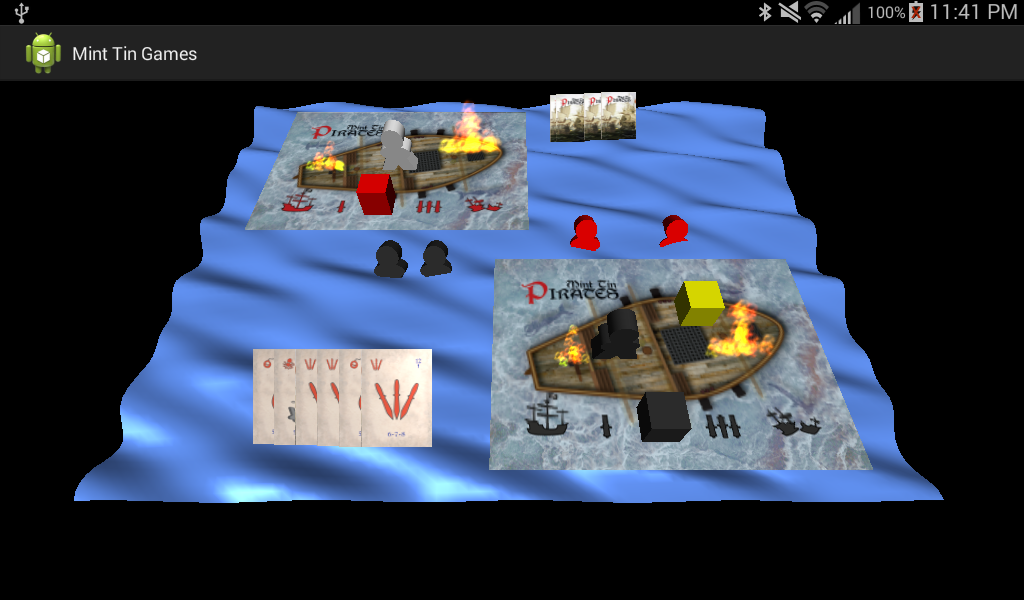 100% 11:41 PM
Mint Tin Games
Mint Tin
PIRATES
Mint Tin
PIRATES
6-7-8